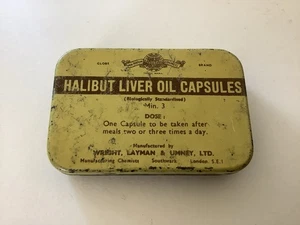 BRAND
HALIBUT LIVER OIL CAPSULES
(Biologically Standardised)
Min. 3
DOSE:
One Capsule to be taken after
meals two or three times a day.
Manufactured by
WRIGHT, LAYMAN & UMNEY, LTD.
Manufacturing Chemists Southwark London, S.E.1